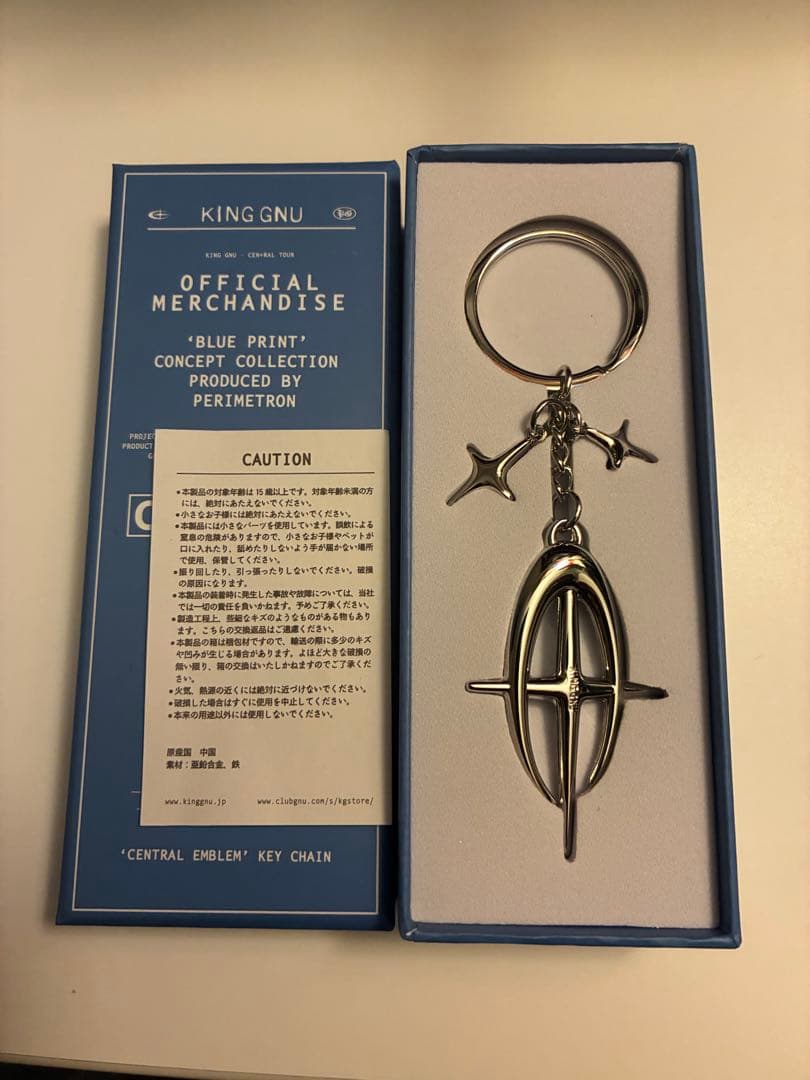 KING GNU
KING GNU - CEN+RAL TOUR
OFFICIAL
MERCHANDISE
‘BLUE PRINT’
CONCEPT COLLECTION
PRODUCED BY
PERIMETRON
CAUTION
●本製品の対象年齢は15歳以上です。対象年齢未満の方
には、絶対にあたえないでください。
●小さなお子様には絶対にあたえないでください。
●本製品には小さなパーツを使用しています。誤飲による
窒息の危険がありますので、小さなお子様やペットが
口に入れたり、舐めたりしないよう手が届かない場所
で使用、保管してください。
●振り回したり、引っ張ったりしないでください。破損
の原因になります。
●本製品の装着時に発生した事故や故障については、当社
では一切の責任を負いかねます。予めご了承ください。
●製造工程上、些細なキズのようなものがある物もあり
ます。こちらの交換返品はご遠慮ください。
●本製品の箱は梱包材ですので、輸送の際に多少のキズ
や凹みが生じる場合があります。よほど大きな破損の
無い限り、箱の交換はいたしかねますのでご了承くだ
さい。
●火気、熱源の近くには絶対に近づけないでください。
●破損した場合はすぐに使用を中止してください。
●本来の用途以外には使用しないでください。
原産国 中国
素材：亜鉛合金、鉄
www.kinggnu.jp www.clubgnu.com/s/kgstore/
‘CENTRAL EMBLEM’ KEY CHAIN